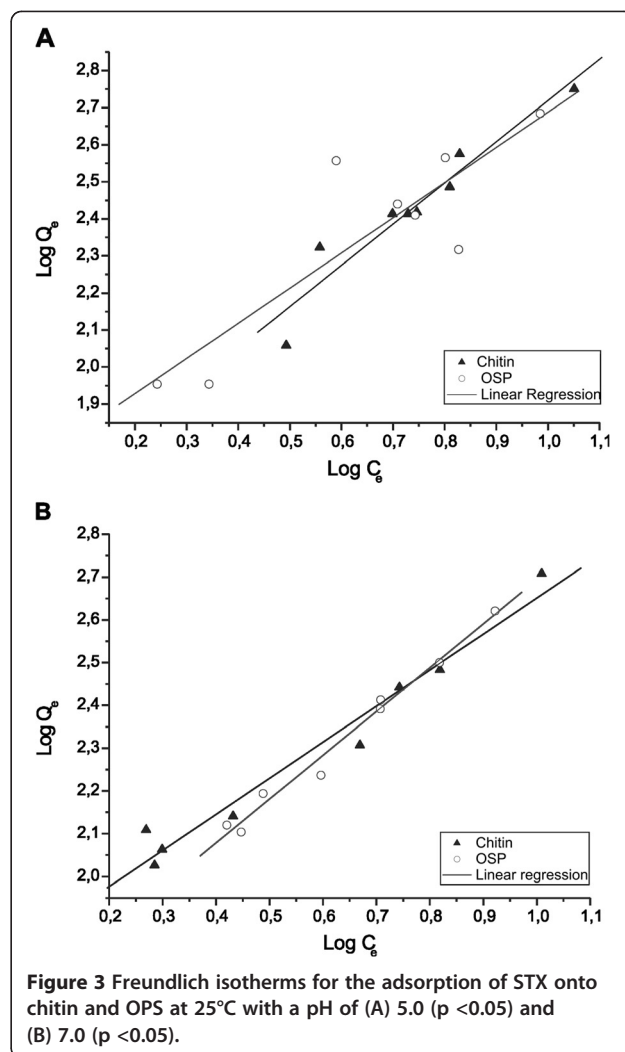 A
2,8
2,7
2,6
2,5
2,4
2,3
2,2
2,1
2,0
1,9
Log Qe
Chitin
OSP
Linear Regression
0,2 0,3 0,4 0,5 0,6 0,7 0,8 0,9 1,0 1,1
Log Ce
B
2,8
2,7
2,6
2,5
2,4
2,3
2,2
2,1
2,0
Log Qe
Chitin
OSP
Linear regression
0,2 0,3 0,4 0,5 0,6 0,7 0,8 0,9 1,0 1,1
Log Ce
Figure 3 Freundlich isotherms for the adsorption of STX onto
chitin and OPS at 25°C with a pH of (A) 5.0 (p <0.05) and
(B) 7.0 (p <0.05).